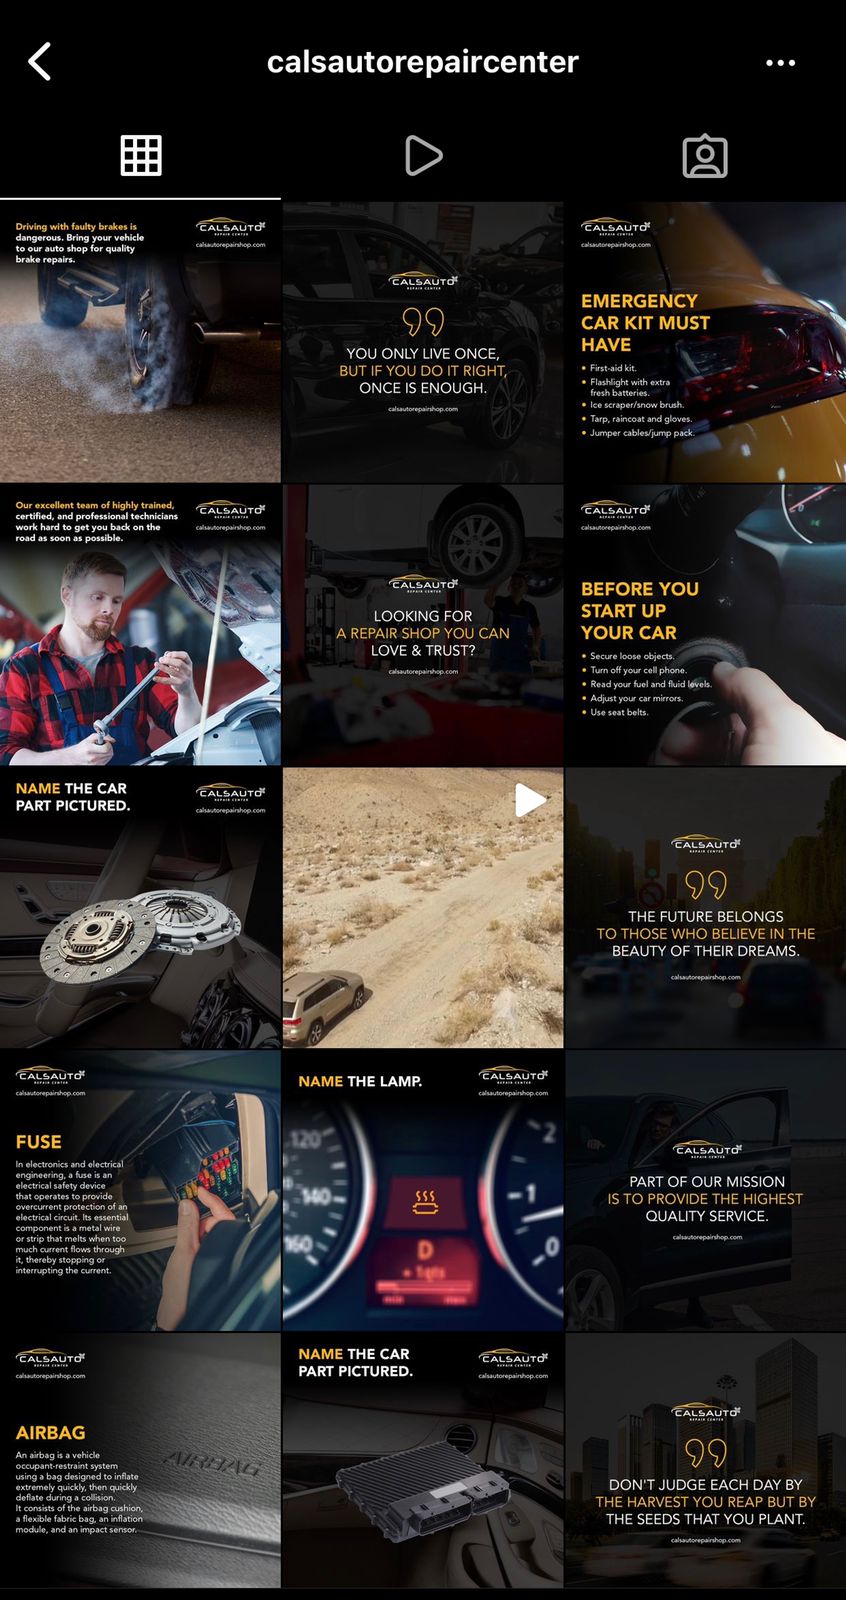 calsautorepaircenter
Driving with faulty brakes is
dangerous. Bring your vehicle
to our auto shop for quality
brake repairs.
CALSAUTO
REPAIR CENTER
calsautorepairshop.com
CALSAUTO
REPAIR CENTER
YOU ONLY LIVE ONCE,
BUT IF YOU DO IT RIGHT,
ONCE IS ENOUGH.
calsautorepairshop.com
CALSAUTO
REPAIR CENTER
calsautorepairshop.com
EMERGENCY
CAR KIT MUST
HAVE
• First-aid kit.
• Flashlight with extra
fresh batteries.
• Ice scraper/snow brush.
• Tarp, raincoat and gloves.
• Jumper cables/jump pack.
Our excellent team of highly trained,
certified, and professional technicians
work hard to get you back on the
road as soon as possible.
CALSAUTO
REPAIR CENTER
calsautorepairshop.com
CALSAUTO
REPAIR CENTER
LOOKING FOR
A REPAIR SHOP YOU CAN
LOVE & TRUST?
calsautorepairshop.com
CALSAUTO
REPAIR CENTER
calsautorepairshop.com
BEFORE YOU
START UP
YOUR CAR
• Secure loose objects.
• Turn off your cell phone.
• Read your fuel and fluid levels.
• Adjust your car mirrors.
• Use seat belts.
NAME THE CAR
PART PICTURED.
CALSAUTO
REPAIR CENTER
calsautorepairshop.com
CALSAUTO
REPAIR CENTER
THE FUTURE BELONGS
TO THOSE WHO BELIEVE IN THE
BEAUTY OF THEIR DREAMS.
calsautorepairshop.com
CALSAUTO
REPAIR CENTER
calsautorepairshop.com
FUSE
In electronics and electrical
engineering, a fuse is an
electrical safety device
that operates to provide
overcurrent protection of an
electrical circuit. Its essential
component is a metal wire
or strip that melts when too
much current flows through
it, thereby stopping or
interrupting the current.
NAME THE LAMP.
CALSAUTO
REPAIR CENTER
calsautorepairshop.com
120
140
160
2
1
0
D
+ 1qts
min
max
CALSAUTO
REPAIR CENTER
PART OF OUR MISSION
IS TO PROVIDE THE HIGHEST
QUALITY SERVICE.
calsautorepairshop.com
CALSAUTO
REPAIR CENTER
calsautorepairshop.com
AIRBAG
An airbag is a vehicle
occupant-restraint system
using a bag designed to inflate
extremely quickly, then quickly
deflate during a collision.
It consists of the airbag cushion,
a flexible fabric bag, an inflation
module, and an impact sensor.
AIRBAG
NAME THE CAR
PART PICTURED.
CALSAUTO
REPAIR CENTER
calsautorepairshop.com
CALSAUTO
REPAIR CENTER
DON'T JUDGE EACH DAY BY
THE HARVEST YOU REAP BUT BY
THE SEEDS THAT YOU PLANT.
calsautorepairshop.com